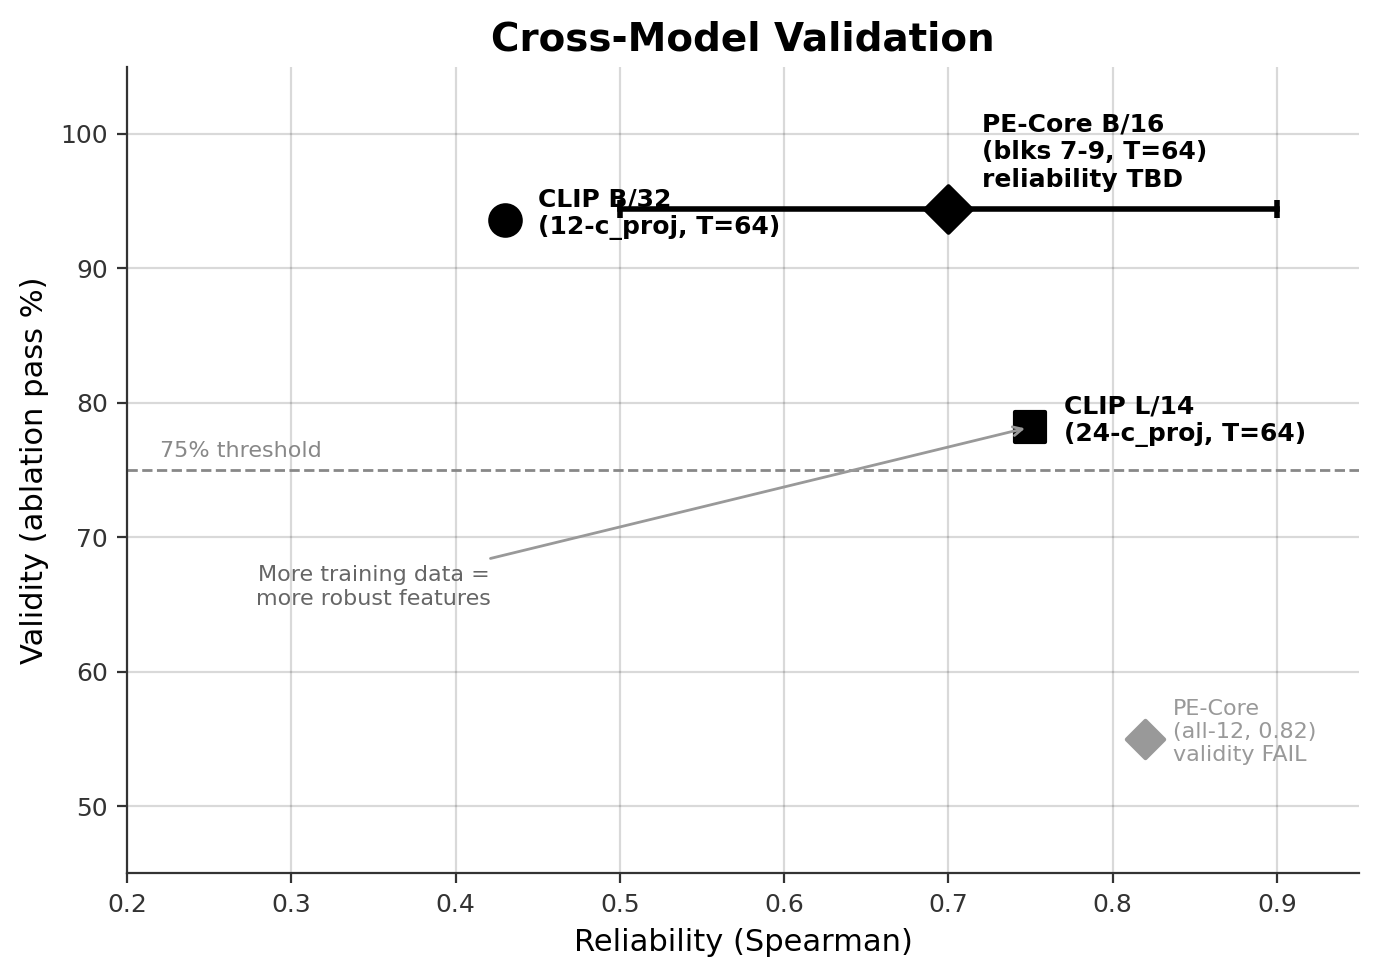 Cross-Model Validation
PE-Core B/16
(blks 7-9, T=64)
reliability TBD
CLIP B/32
(12-c_proj, T=64)
CLIP L/14
(24-c_proj, T=64)
75% threshold
More training data =
more robust features
PE-Core
(all-12, 0.82)
validity FAIL
Validity (ablation pass %)
100
90
80
70
60
50
0.2 0.3 0.4 0.5 0.6 0.7 0.8 0.9
Reliability (Spearman)